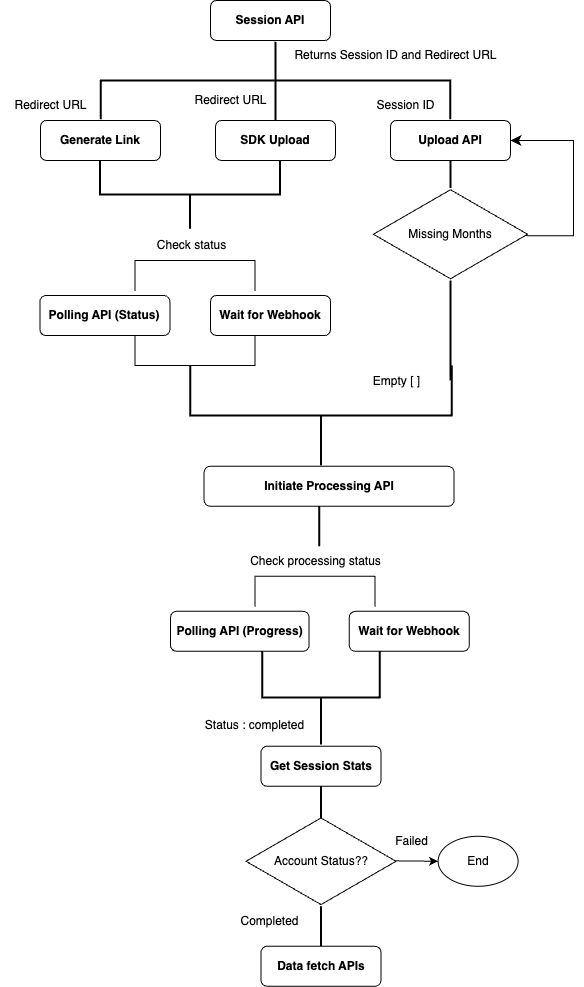 Session API
Returns Session ID and Redirect URL
Redirect URL
Redirect URL
Session ID
Generate Link
SDK Upload
Upload API
Missing Months
Check status
Polling API (Status)
Wait for Webhook
Empty [ ]
Initiate Processing API
Check processing status
Polling API (Progress)
Wait for Webhook
Status : completed
Get Session Stats
Account Status??
Failed
End
Completed
Data fetch APIs